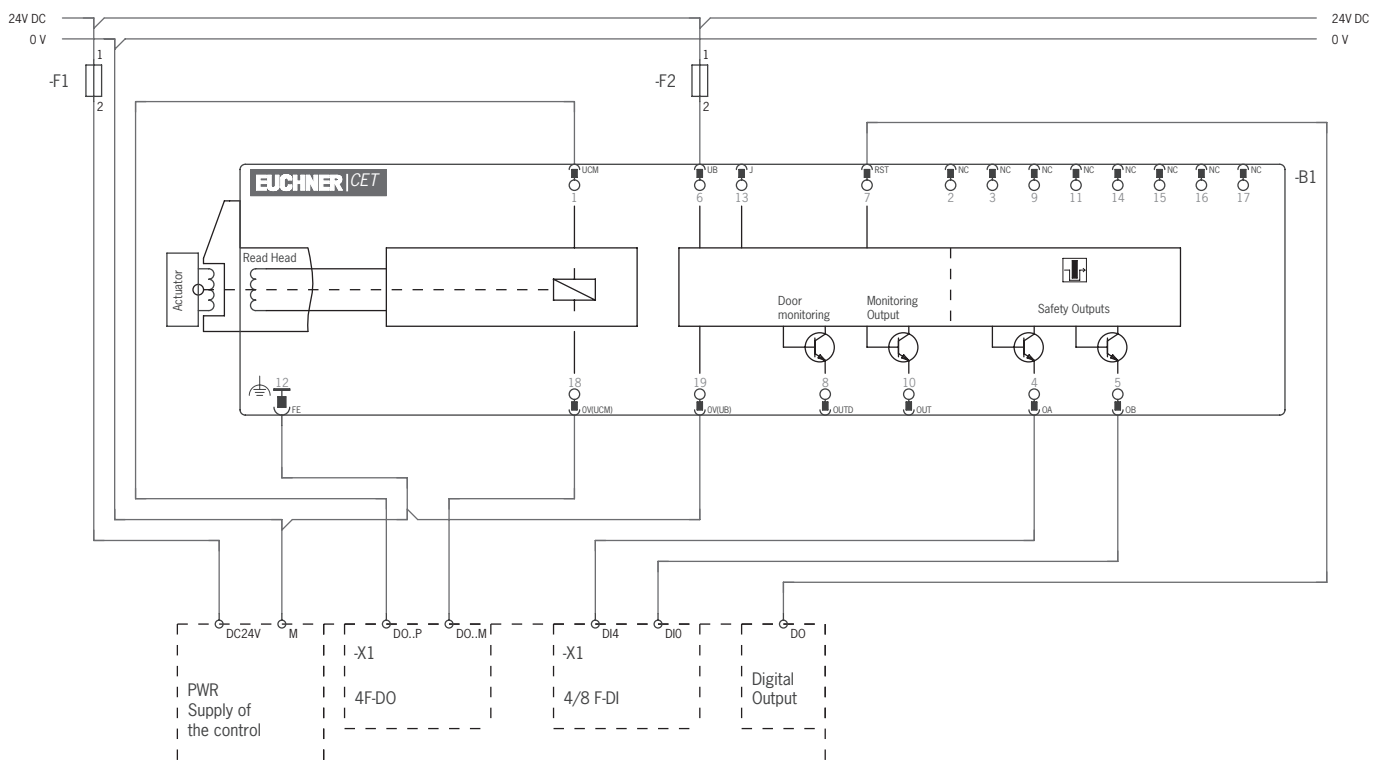 24V DC
24V DC
0 V
0 V
1
1
-F1
-F2
2
2
EUCHNER CET
UCM
UB
J
RST
NC
NC
NC
NC
NC
NC
NC
NC
-B1
1
6
13
7
2
3
9
11
14
15
16
17
Actuator
Read Head
Door
monitoring
Monitoring
Output
Safety Outputs
12
18
19
8
10
4
5
FE
0V(UCM)
0V(UB)
OUTD
OUT
OA
OB
DC24V
M
DO..P
DO..M
DI4
DI0
DO
-X1
-X1
PWR
Supply of
the control
4F-DO
4/8 F-DI
Digital
Output